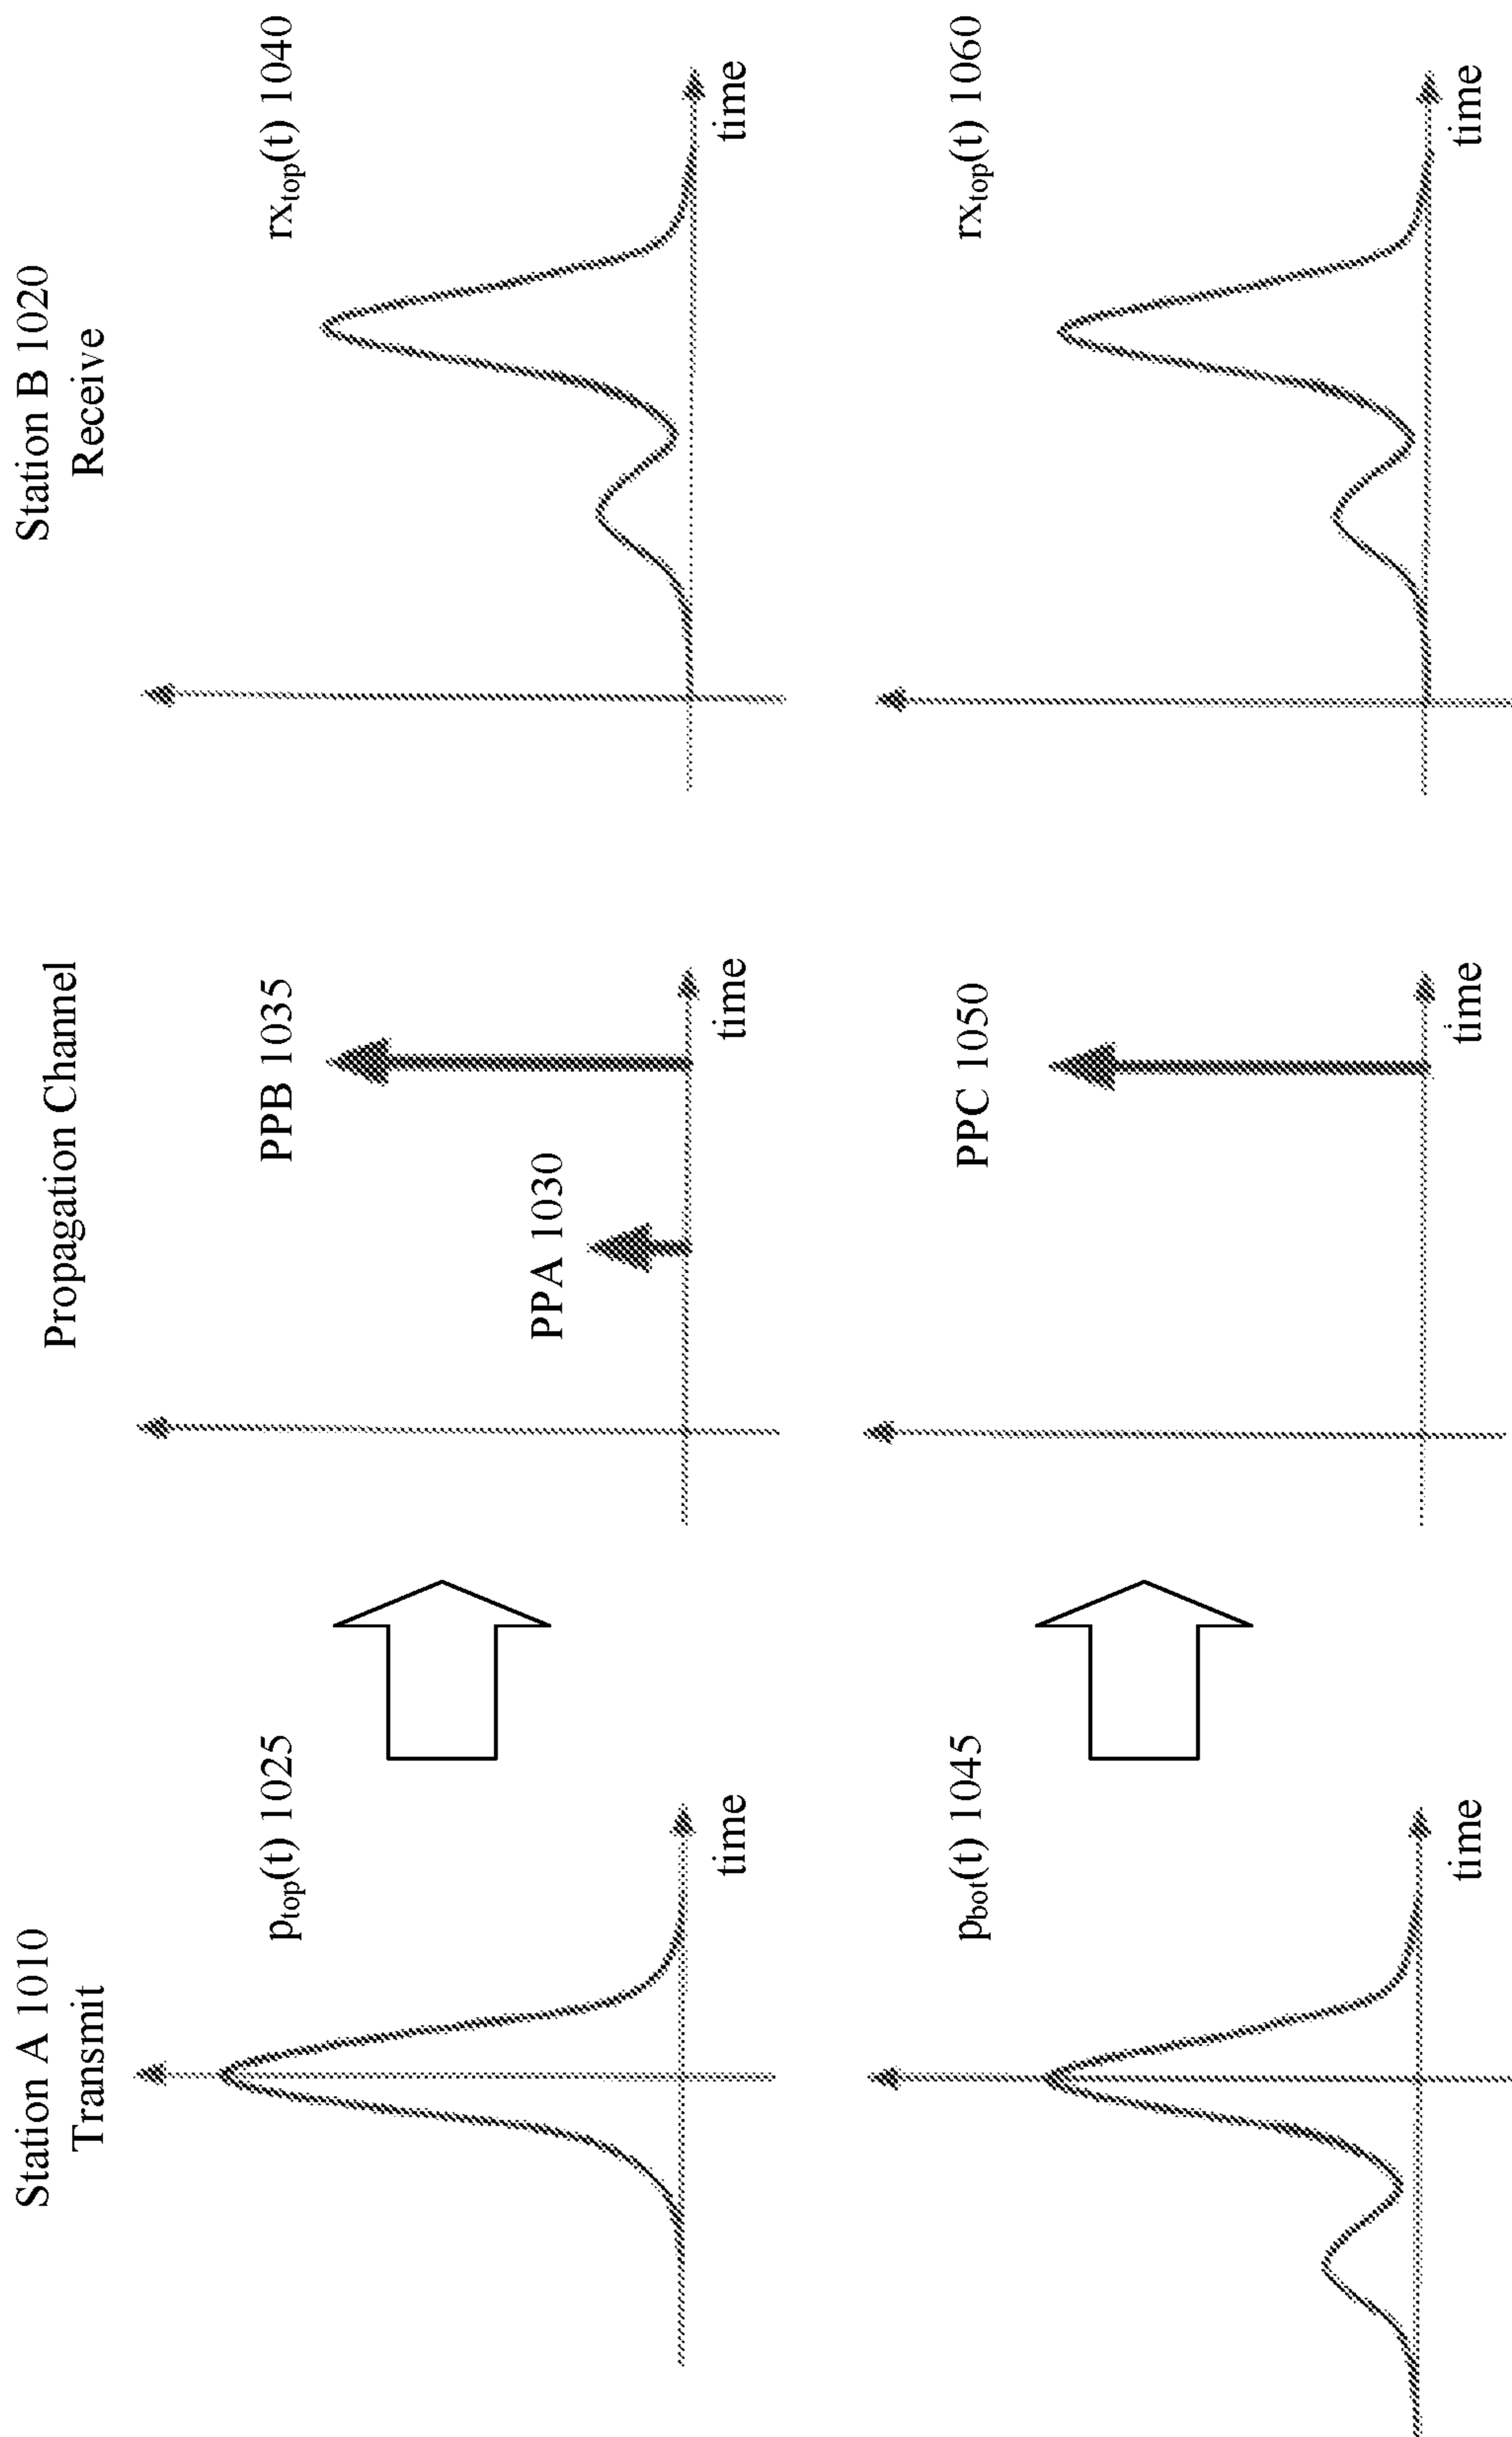 Station A 1010
Transmit
Propagation Channel
Station B 1020
Receive
p_top(t) 1025
time
PPA 1030
PPB 1035
time
rx_top(t) 1040
time
p_bot(t) 1045
time
PPC 1050
time
rx_top(t) 1060
time